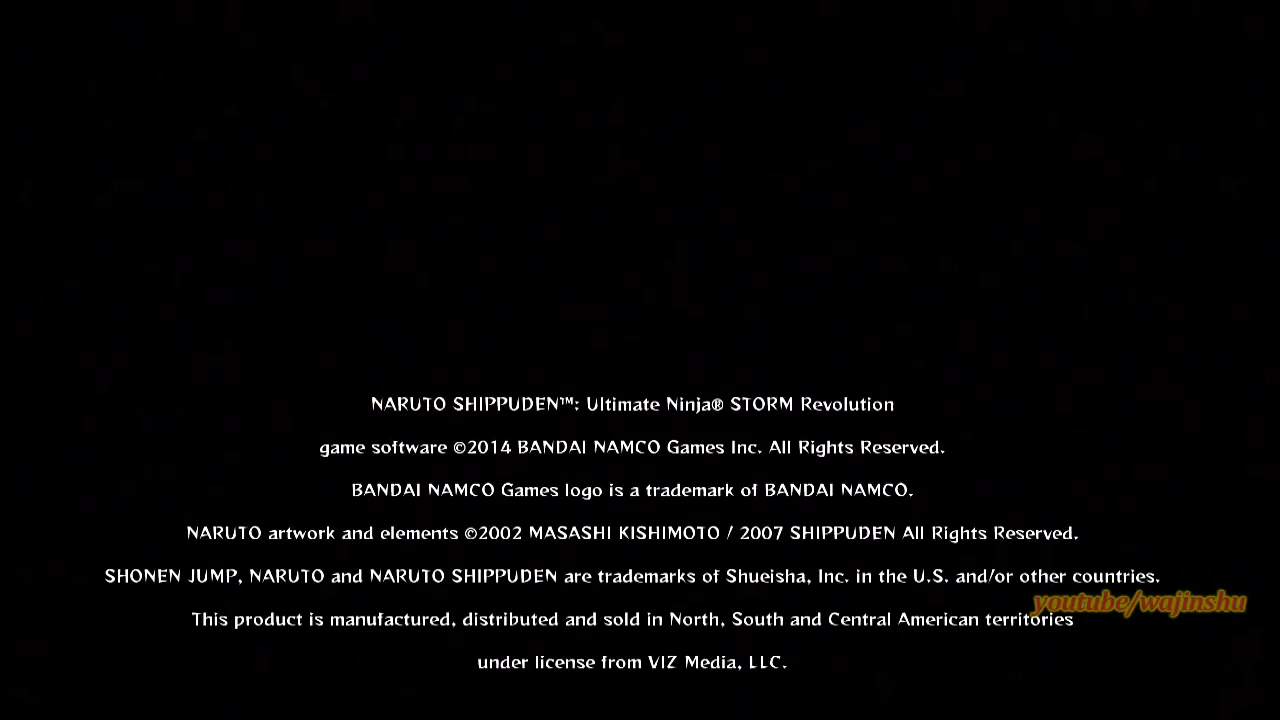 NARUTO SHIPPUDEN™: Ultimate Ninja® STORM Revolution
game software ©2014 BANDAI NAMCO Games Inc. All Rights Reserved.
BANDAI NAMCO Games logo is a trademark of BANDAI NAMCO.
NARUTO artwork and elements ©2002 MASASHI KISHIMOTO / 2007 SHIPPUDEN All Rights Reserved.
SHONEN JUMP, NARUTO and NARUTO SHIPPUDEN are trademarks of Shueisha, Inc. in the U.S. and/or other countries.
youtube/wajinshu
This product is manufactured, distributed and sold in North, South and Central American territories
under license from VIZ Media, LLC.